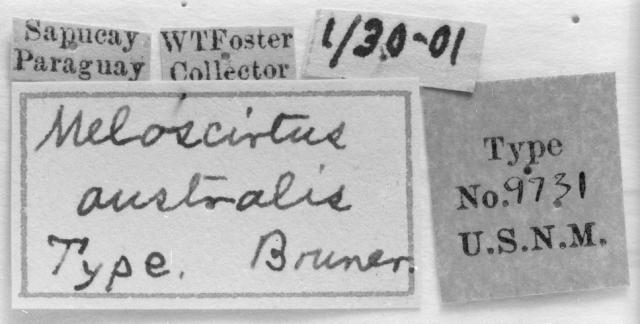 Sapucay
Paraguay
WTFoster
Collector
1/30-01
Meloscirtus
australis
Type. Bruner.
Type
No. 9731
U.S.N.M.